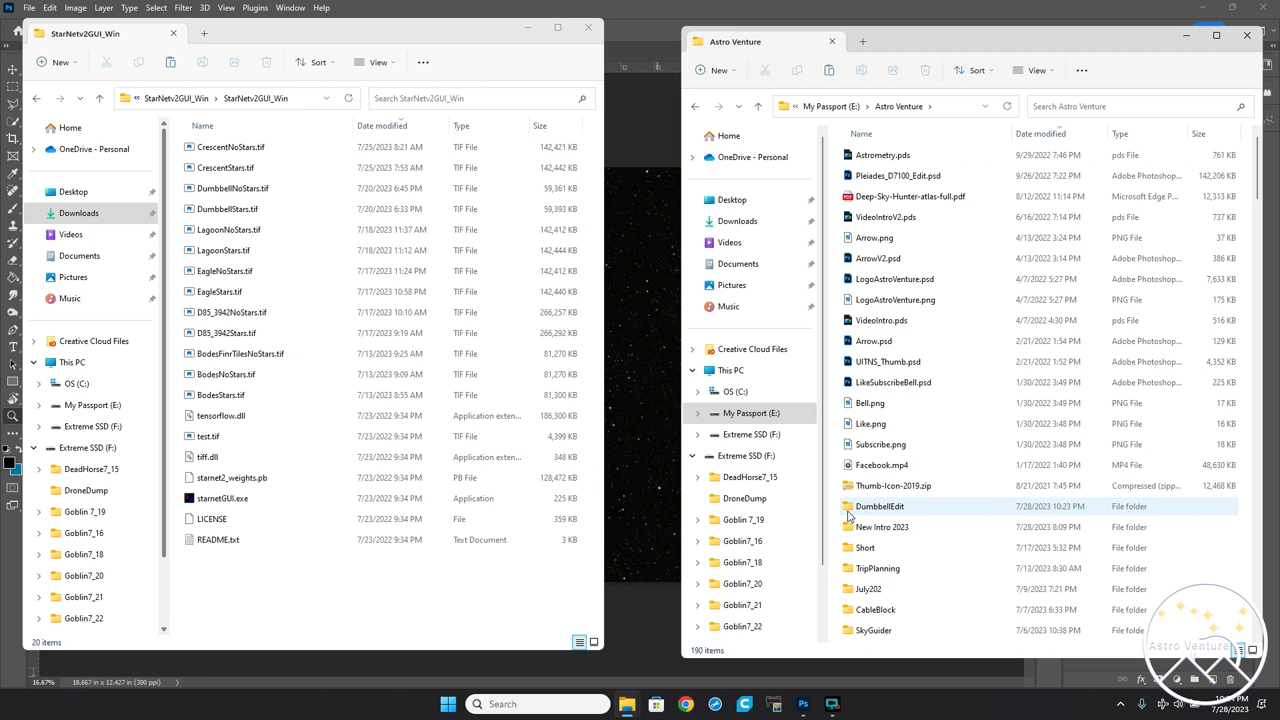 File Edit Image Layer Type Select Filter 3D View Plugins Window Help
StarNetv2GUI_Win
New Sort View
StarNetv2GUI_Win StarNetv2GUI_Win Search StarNetv2GUI_Win
Name Date modified Type Size
Home
OneDrive - Personal
Desktop
Downloads
Videos
Documents
Pictures
Music
Creative Cloud Files
This PC
OS (C:)
My Passport (E:)
Extreme SSD (F:)
Extreme SSD (F:)
DeadHorse7_15
DroneDump
Goblin 7_19
Goblin7_16
Goblin7_18
Goblin7_20
Goblin7_21
Goblin7_22
CrescentNoStars.tif 7/25/2023 8:21 AM TIF File 142,421 KB
CrescentStars.tif 7/25/2023 7:53 AM TIF File 142,442 KB
DumbbellNoStars.tif 7/20/2023 6:45 PM TIF File 59,361 KB
DumbbellStars.tif 7/20/2023 6:33 PM TIF File 59,393 KB
LagoonNoStars.tif 7/18/2023 11:37 AM TIF File 142,412 KB
LagoonStars.tif 7/18/2023 11:12 AM TIF File 142,444 KB
EagleNoStars.tif 7/17/2023 11:24 PM TIF File 142,412 KB
EagleStars.tif 7/17/2023 10:58 PM TIF File 142,440 KB
D85_3942NoStars.tif 7/17/2023 10:10 AM TIF File 266,257 KB
D85_3942Stars.tif 7/17/2023 9:19 AM TIF File 266,292 KB
BodesFinrTilesNoStars.tif 7/13/2023 9:25 AM TIF File 81,270 KB
BodesNoStars.tif 7/13/2023 9:09 AM TIF File 81,270 KB
BodesStars.tif 7/13/2023 8:55 AM TIF File 81,300 KB
tensorflow.dll 7/23/2022 9:34 PM Application exten... 186,300 KB
test.tif 7/23/2022 9:34 PM TIF File 4,399 KB
tiff.dll 7/23/2022 9:34 PM Application exten... 348 KB
starnet2_weights.pb 7/23/2022 9:34 PM PB File 128,472 KB
starnetGUI.exe 7/23/2022 9:34 PM Application 225 KB
LICENSE 7/23/2022 9:34 PM File 359 KB
README.txt 7/23/2022 9:34 PM Text Document 3 KB
20 items
Astro Venture
New Sort View
My Passport (E:) Astro Venture Search Astro Venture
Name Date modified Type Size
Home
OneDrive - Personal
Desktop
Downloads
Videos
Documents
Pictures
Music
Creative Cloud Files
This PC
OS (C:)
My Passport (E:)
Extreme SSD (F:)
Extreme SSD (F:)
DeadHorse7_15
DroneDump
Goblin 7_19
Goblin7_16
Goblin7_18
Goblin7_20
Goblin7_21
Goblin7_22
Astrometry.pds 9/29/2022 7:46 PM pds File 761 KB
Pleiades_D7100_Edit.psd 9/26/2022 7:22 PM Adobe Photoshop... 142,206 KB
Deep-Sky-Hunter-atlas-full.pdf 8/12/2022 11:14 PM Microsoft Edge P... 12,313 KB
VideoIntroV2.pds 6/16/2022 7:14 PM pds File 737 KB
Arrow.png 4/13/2022 3:24 PM PNG File 37 KB
ArrowV2.psd 4/13/2022 3:14 PM Adobe Photoshop... 386 KB
LogoAstroVenture.psd 4/7/2022 5:27 PM Adobe Photoshop... 7,633 KB
LogoAstroVenture.png 4/7/2022 5:27 PM PNG File 175 KB
VideoIntro.pds 4/7/2022 4:30 PM pds File 516 KB
Arrow.psd 2/21/2022 1:54 PM Adobe Photoshop... 129 KB
UITNS_Thumb.psd 2/21/2022 1:52 PM Adobe Photoshop... 4,352 KB
LikeSubscribeBell.psd 1/30/2022 3:49 PM Adobe Photoshop... 225 KB
Bell.png 1/30/2022 3:49 PM PNG File 17 KB
Like.png 1/30/2022 3:48 PM PNG File 16 KB
Subscribe.png 1/30/2022 3:48 PM PNG File 18 KB
Facebook.mp4 1/17/2022 1:40 PM MP4 File 48,630 KB
Thumb-Icon-2019.zip 8/21/2021 7:45 PM Compressed (zipp... 12,468 KB
DumbbellEdit 7/28/2023 10:23 PM File folder
New Intro 2023 7/28/2023 8:09 PM File folder
Short 7/17/2023 5:32 PM File folder
TripPlanning 7/13/2023 8:30 AM File folder
July202 7/9/2023 7:21 PM File folder
CableBlock 7/7/2023 6:33 PM File folder
SkyGuider 7/6/2023 10:38 PM File folde
190 items
Astro Venture
16.67% 18.667 in x 12.427 in (300 ppi)
Search
7/28/2023